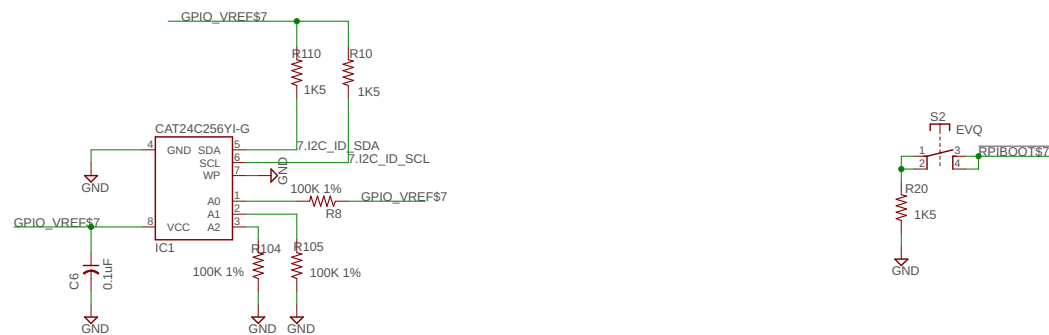 GPIO_VREF$7
R110
R10
1K5
1K5
CAT24C256YI-G
4
GND
SDA
5
7.I2C_ID_SDA
SCL
6
7.I2C_ID_SCL
WP
7
GND
GND
A0
1
100K 1%
R8
GPIO_VREF$7
A1
2
GPIO_VREF$7
8
VCC
A2
3
IC1
R104
R105
100K 1%
100K 1%
C6
0.1uF
GND
GND
GND
S2
EVQ
1
3
RPIBOOT$7
2
4
R20
1K5
GND